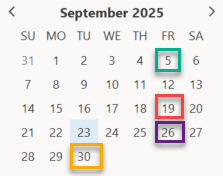 September 2025
SU MO TU WE TH FR SA
31 1 2 3 4 5 6
7 8 9 10 11 12 13
14 15 16 17 18 19 20
21 22 23 24 25 26 27
28 29 30